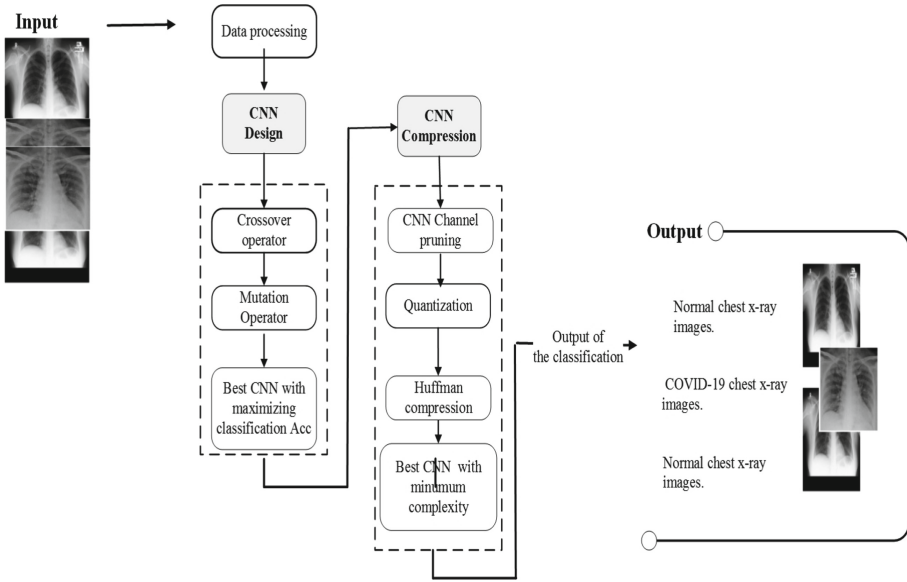 Input
Data processing
CNN
Design
Crossover
operator
Mutation
Operator
Best CNN with
maximizing
classification Acc
CNN
Compression
CNN Channel
pruning
Quantization
Huffman
compression
Best CNN with
minimum
complexity
Output of
the classification
Output
Normal chest x-ray
images.
COVID-19 chest x-ray
images.
Normal chest x-ray
images.